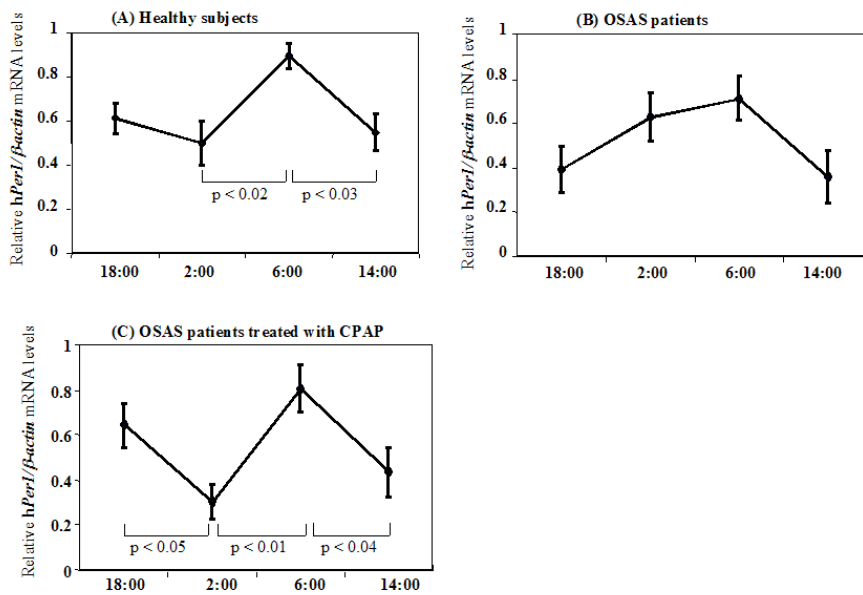 (A) Healthy subjects
Relative hPer1/β-actin mRNA levels
1
0.8
0.6
0.4
0.2
0
p < 0.02
p < 0.03
18:00 2:00 6:00 14:00
(B) OSAS patients
Relative hPer1/β-actin mRNA levels
1
0.8
0.6
0.4
0.2
0
18:00 2:00 6:00 14:00
(C) OSAS patients treated with CPAP
Relative hPer1/β-actin mRNA levels
1
0.8
0.6
0.4
0.2
0
p < 0.05
p < 0.01
p < 0.04
18:00 2:00 6:00 14:00